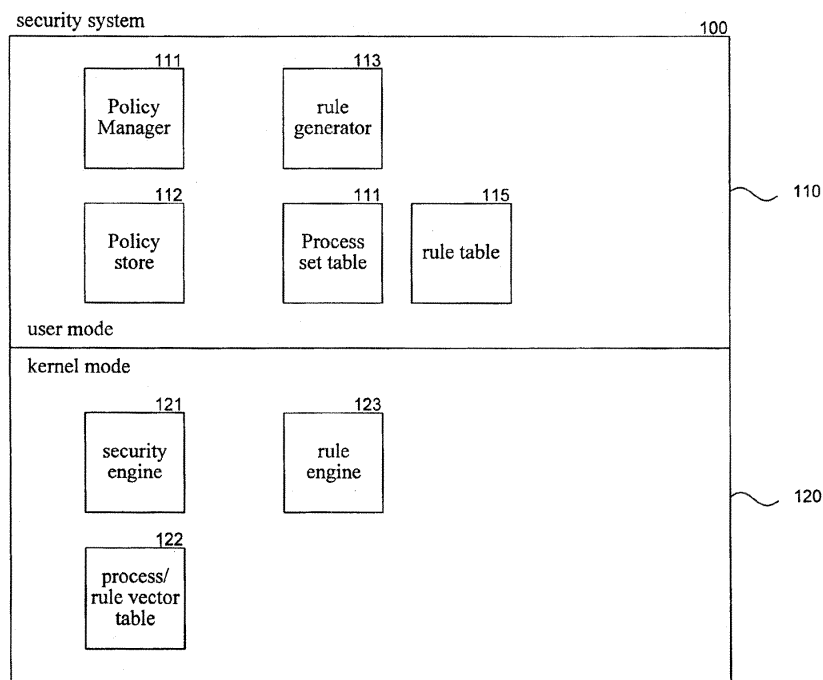 security system
100
111
113
Policy
Manager
rule
generator
112
111
115
Policy
store
Process
set table
rule table
110
user mode
kernel mode
121
123
security
engine
rule
engine
120
122
process/
rule vector
table